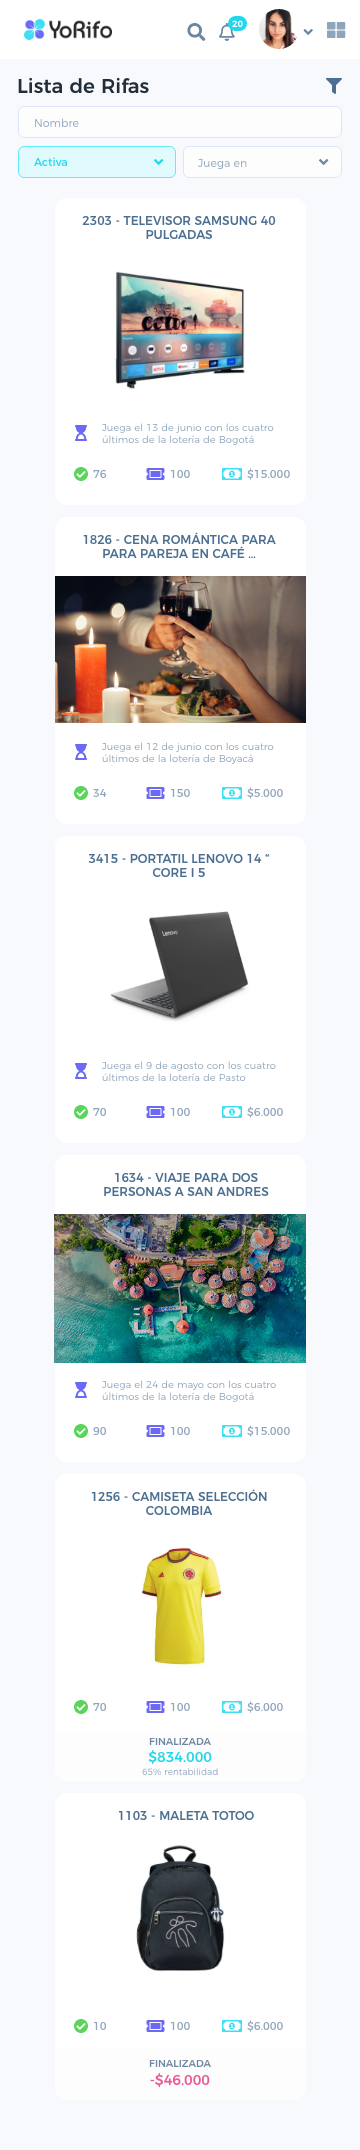 YoRifo
20
Lista de Rifas
Nombre
Activa
Juega en
2303 - TELEVISOR SAMSUNG 40
PULGADAS
Juega el 13 de junio con los cuatro
últimos de la lotería de Bogotá
76 100 $15.000
1826 - CENA ROMÁNTICA PARA
PARA PAREJA EN CAFÉ ...
Juega el 12 de junio con los cuatro
últimos de la lotería de Boyacá
34 150 $5.000
3415 - PORTATIL LENOVO 14 “
CORE I 5
Lenovo
Juega el 9 de agosto con los cuatro
últimos de la lotería de Pasto
70 100 $6.000
1634 - VIAJE PARA DOS
PERSONAS A SAN ANDRES
Juega el 24 de mayo con los cuatro
últimos de la lotería de Bogotá
90 100 $15.000
1256 - CAMISETA SELECCIÓN
COLOMBIA
70 100 $6.000
FINALIZADA
$834.000
65% rentabilidad
1103 - MALETA TOTOO
10 100 $6.000
FINALIZADA
-$46.000